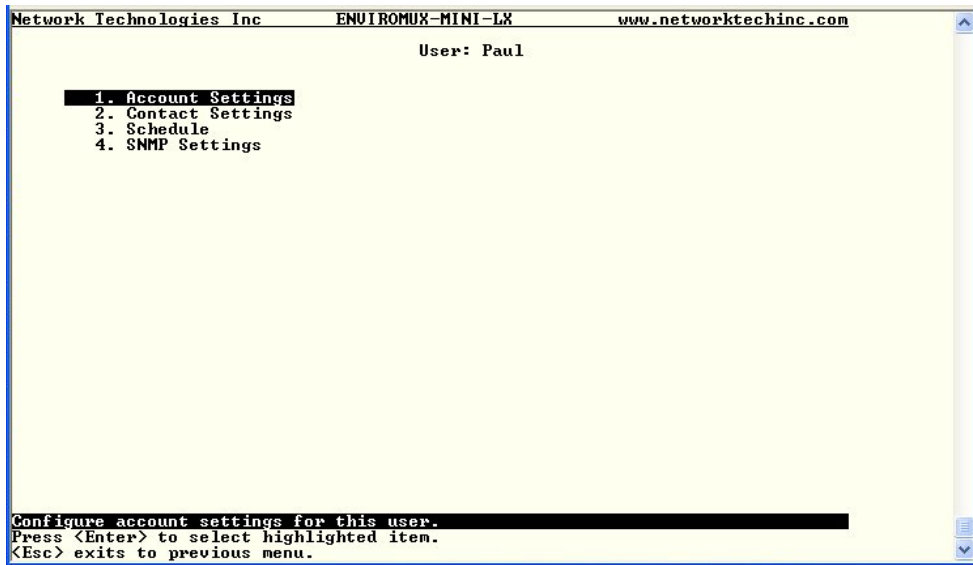 Network Technologies Inc ENVIROMUX-MINI-LX www.networktechinc.com
User: Paul
1. Account Settings
2. Contact Settings
3. Schedule
4. SNMP Settings
Configure account settings for this user.
Press <Enter> to select highlighted item.
<Esc> exits to previous menu.